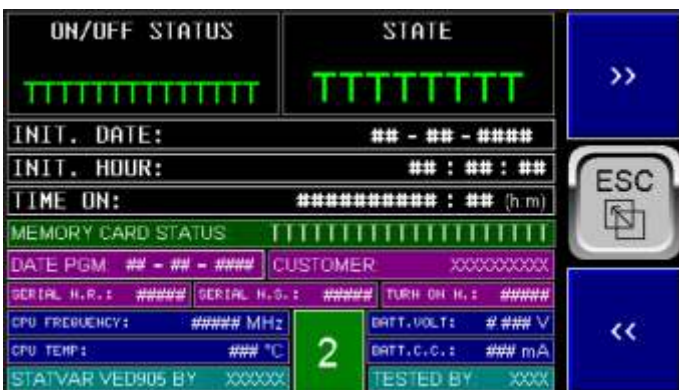 ON/OFF STATUS STATE
TTTTTTTTTTTTTT TTTTTTTT >>
INIT. DATE: ## - ## - ####
INIT. HOUR: ## : ## : ##
ESC
TIME ON: ########## : ## (h m)
MEMORY CARD STATUS TTTTTTTTTTTTTTTTTTTT
DATE PGM. ## - ## - #### CUSTOMER XXXXXXXXXX
SERIAL H.R.: ##### SERIAL H.S.: ##### TURN ON N.: #####
CPU FREQUENCY: ##### MHz BATT.VOLT: #.### V
CPU TEMP: ### °C 2 BATT.C.C.: ### mA
<<
STATVAR VED905 BY XXXXXX TESTED BY XXXX